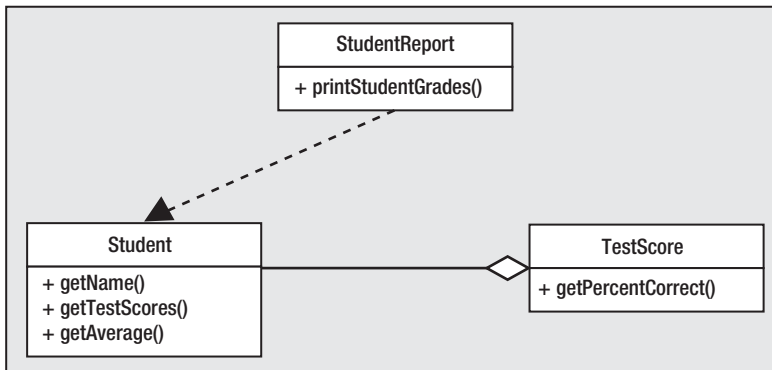 StudentReport
+ printStudentGrades()
Student
+ getName()
+ getTestScores()
+ getAverage()
TestScore
+ getPercentCorrect()